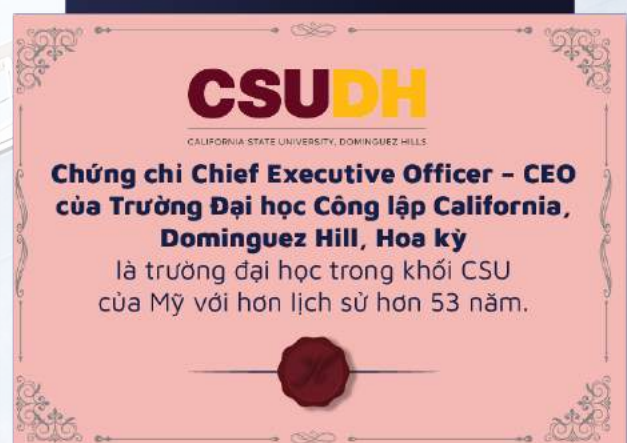 CSUDH
CALIFORNIA STATE UNIVERSITY, DOMINGUEZ HILLS
Chứng chỉ Chief Executive Officer – CEO
của Trường Đại học Công lập California,
Dominguez Hill, Hoa kỳ
là trường đại học trong khối CSU
của Mỹ với hơn lịch sử hơn 53 năm.